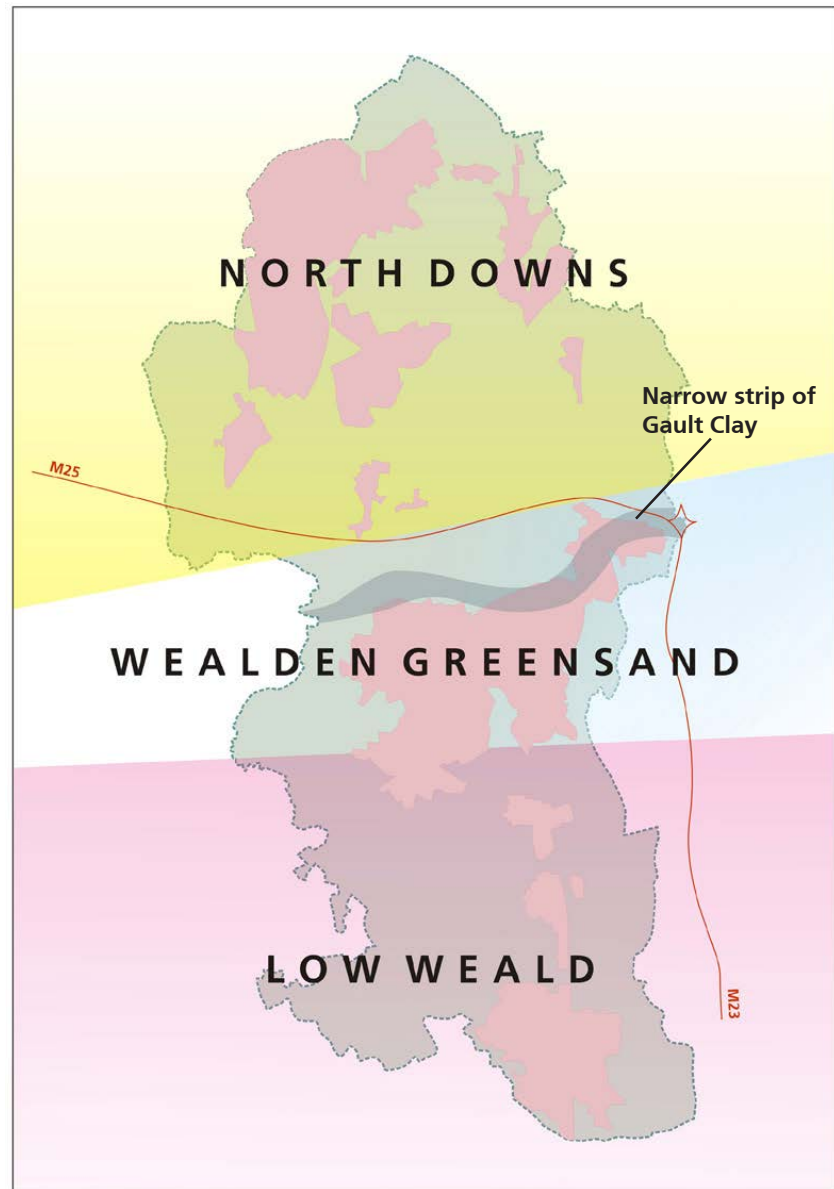 NORTH DOWNS
Narrow strip of
Gault Clay
M25
WEALDEN GREENSAND
LOW WEALD
M23